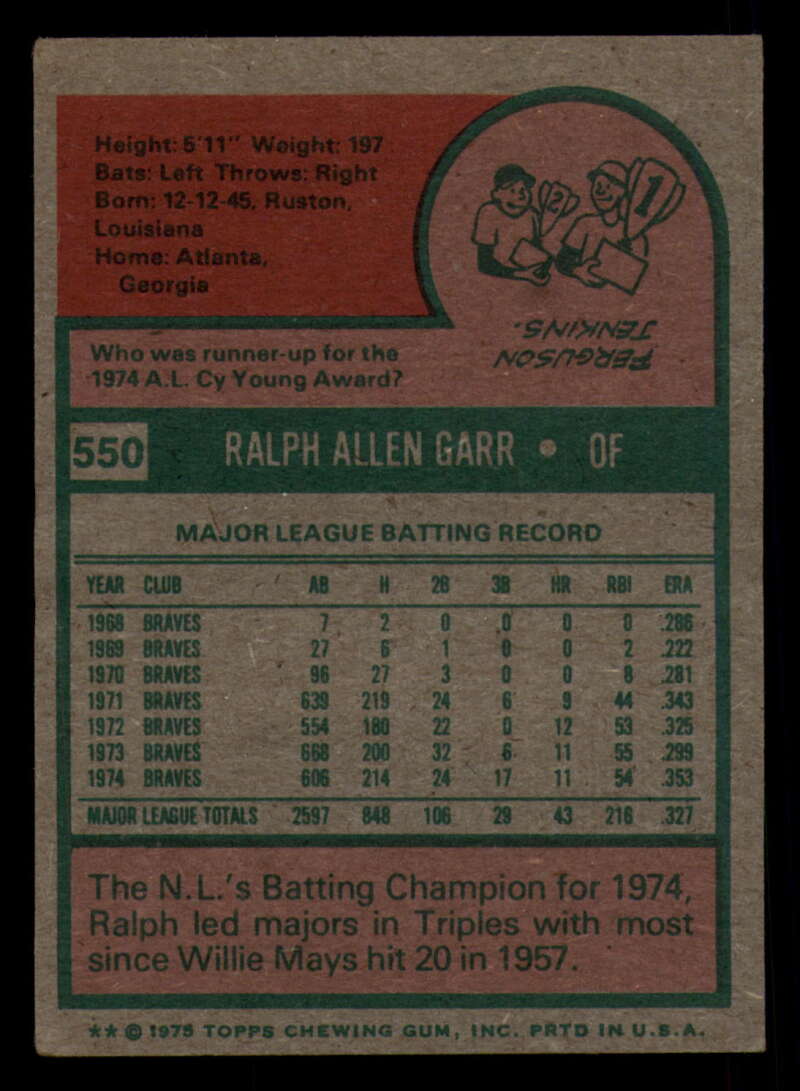 Height: 5'11" Weight: 197
Bats: Left Throws: Right
Born: 12-12-45, Ruston,
Louisiana
Home: Atlanta,
Georgia
2 1
Who was runner-up for the
1974 A.L. Cy Young Award?
FERGUSON
JENKINS.
550 RALPH ALLEN GARR • OF
MAJOR LEAGUE BATTING RECORD
YEAR CLUB AB H 2B 3B HR RBI ERA
1968 BRAVES 7 2 0 0 0 0 .286
1969 BRAVES 27 6 1 0 0 2 .222
1970 BRAVES 96 27 3 0 0 8 .281
1971 BRAVES 639 219 24 6 9 44 .343
1972 BRAVES 554 180 22 0 12 53 .325
1973 BRAVES 668 200 32 6 11 55 .299
1974 BRAVES 606 214 24 17 11 54 .353
MAJOR LEAGUE TOTALS 2597 848 106 29 43 216 .327
The N.L.'s Batting Champion for 1974,
Ralph led majors in Triples with most
since Willie Mays hit 20 in 1957.
** © 1975 TOPPS CHEWING GUM, INC. PRTD IN U.S.A.